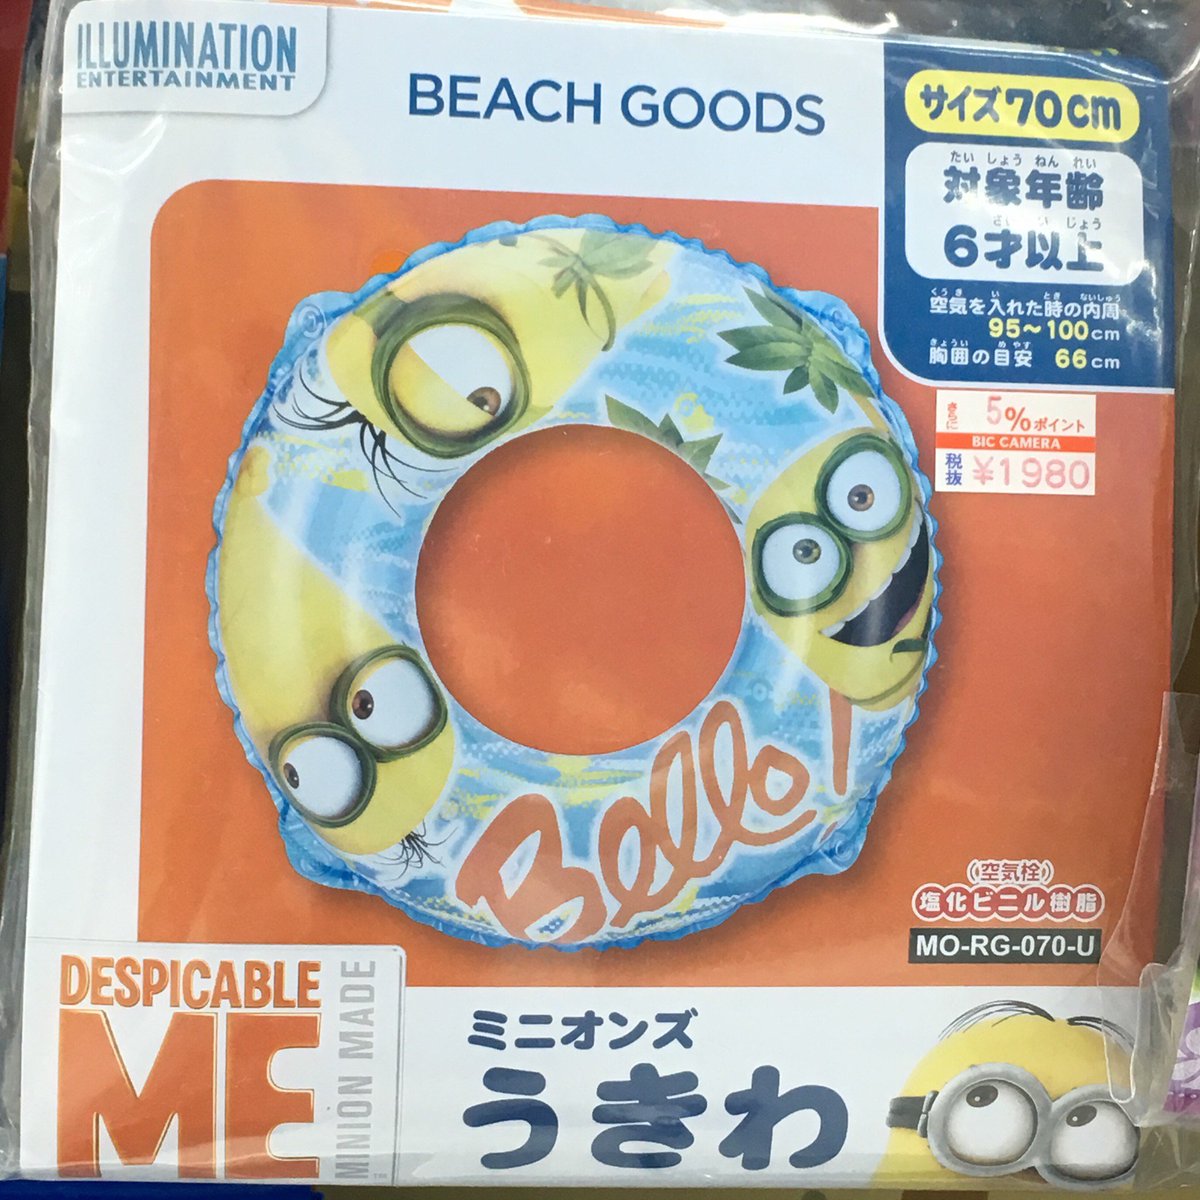 ILLUMINATION
ENTERTAINMENT
BEACH GOODS
サイズ70cm
たいしょうねんれい
対象年齢
さい い じょう
6才以上
くうき い とき ないしゅう
空気を入れた時の内周
95〜100cm
きょうい めやす
胸囲の目安 66cm
さらに 5%ポイント
BIC CAMERA
税抜 ¥1980
Bello!
(空気栓)
塩化ビニル樹脂
MO-RG-070-U
DESPICABLE
ME
MINION MADE
TM
ミニオンズ
うきわ